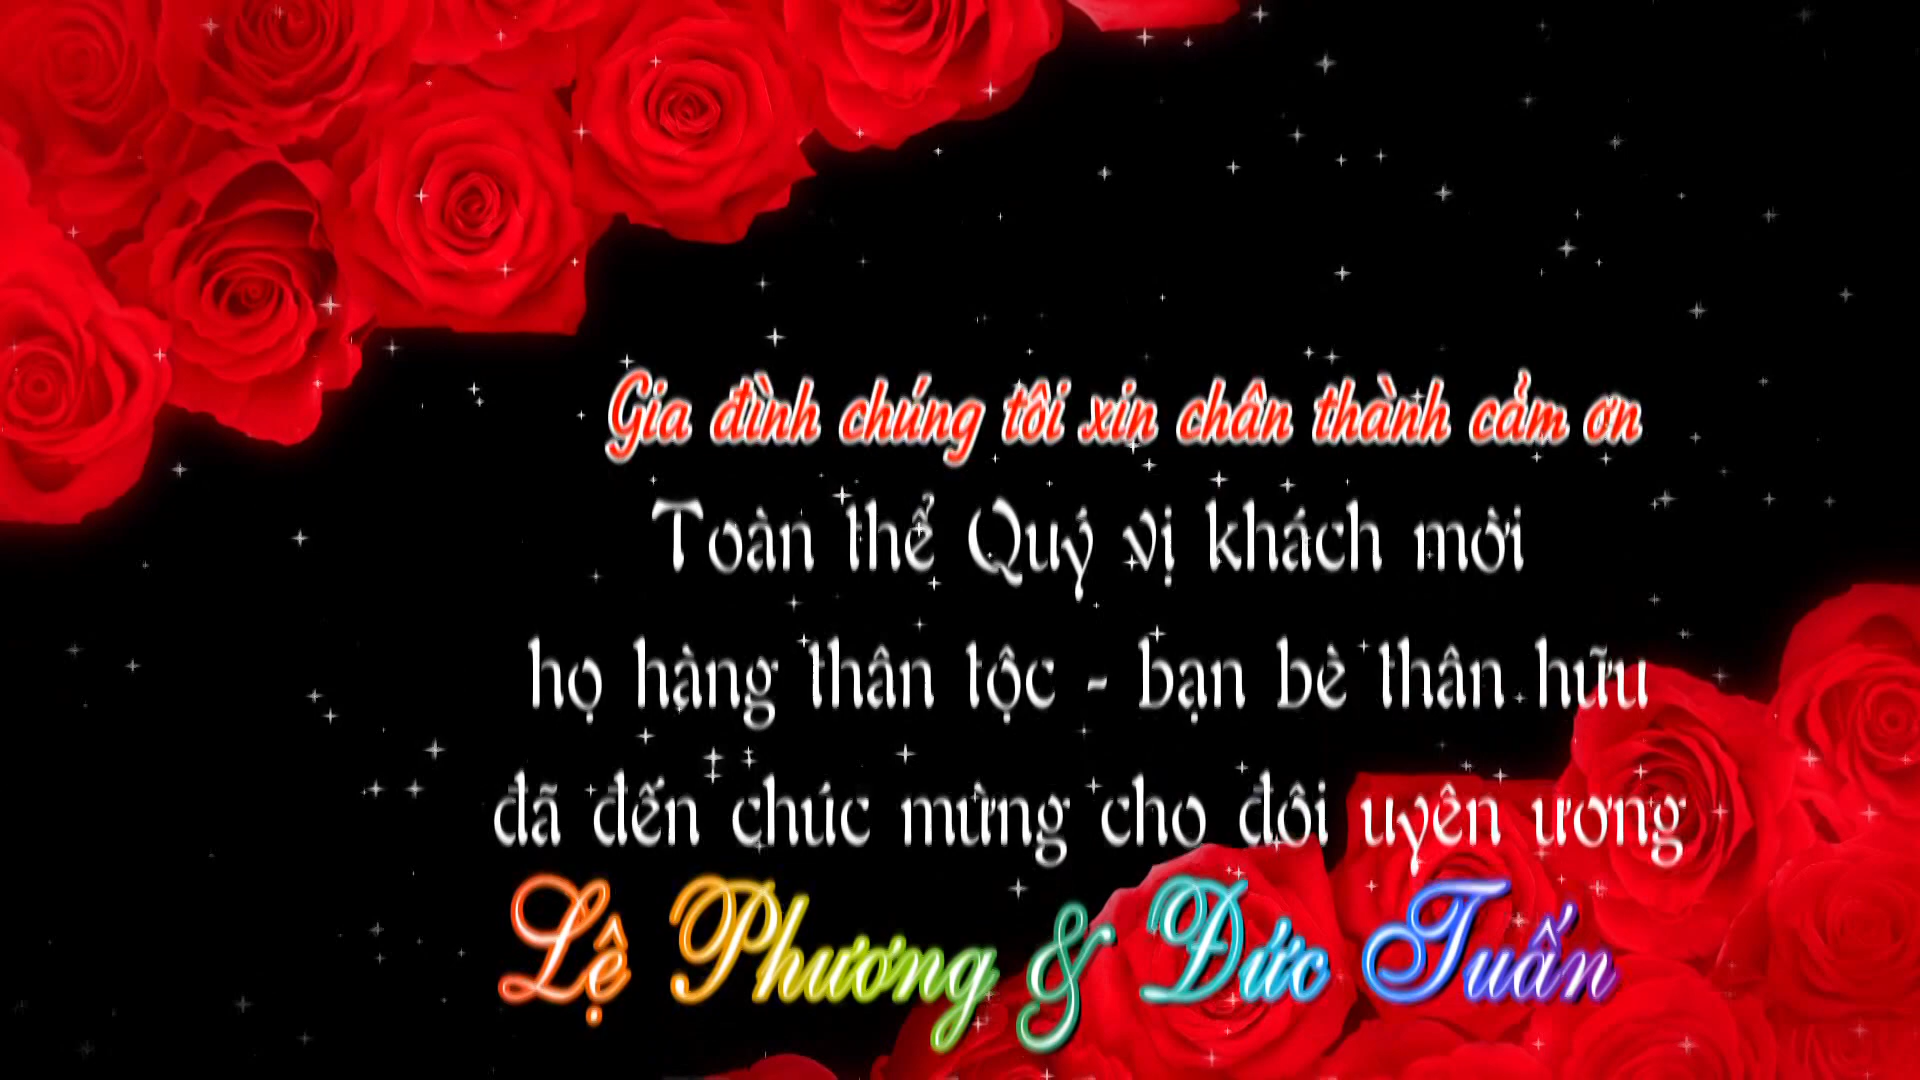 Gia đình chúng tôi xin chân thành cảm ơn
Toàn thể Quý vị khách mời
họ hàng thân tộc - bạn bè thân hữu
đã đến chúc mừng cho đôi uyên ương
Lệ Phương & Đức Tuấn